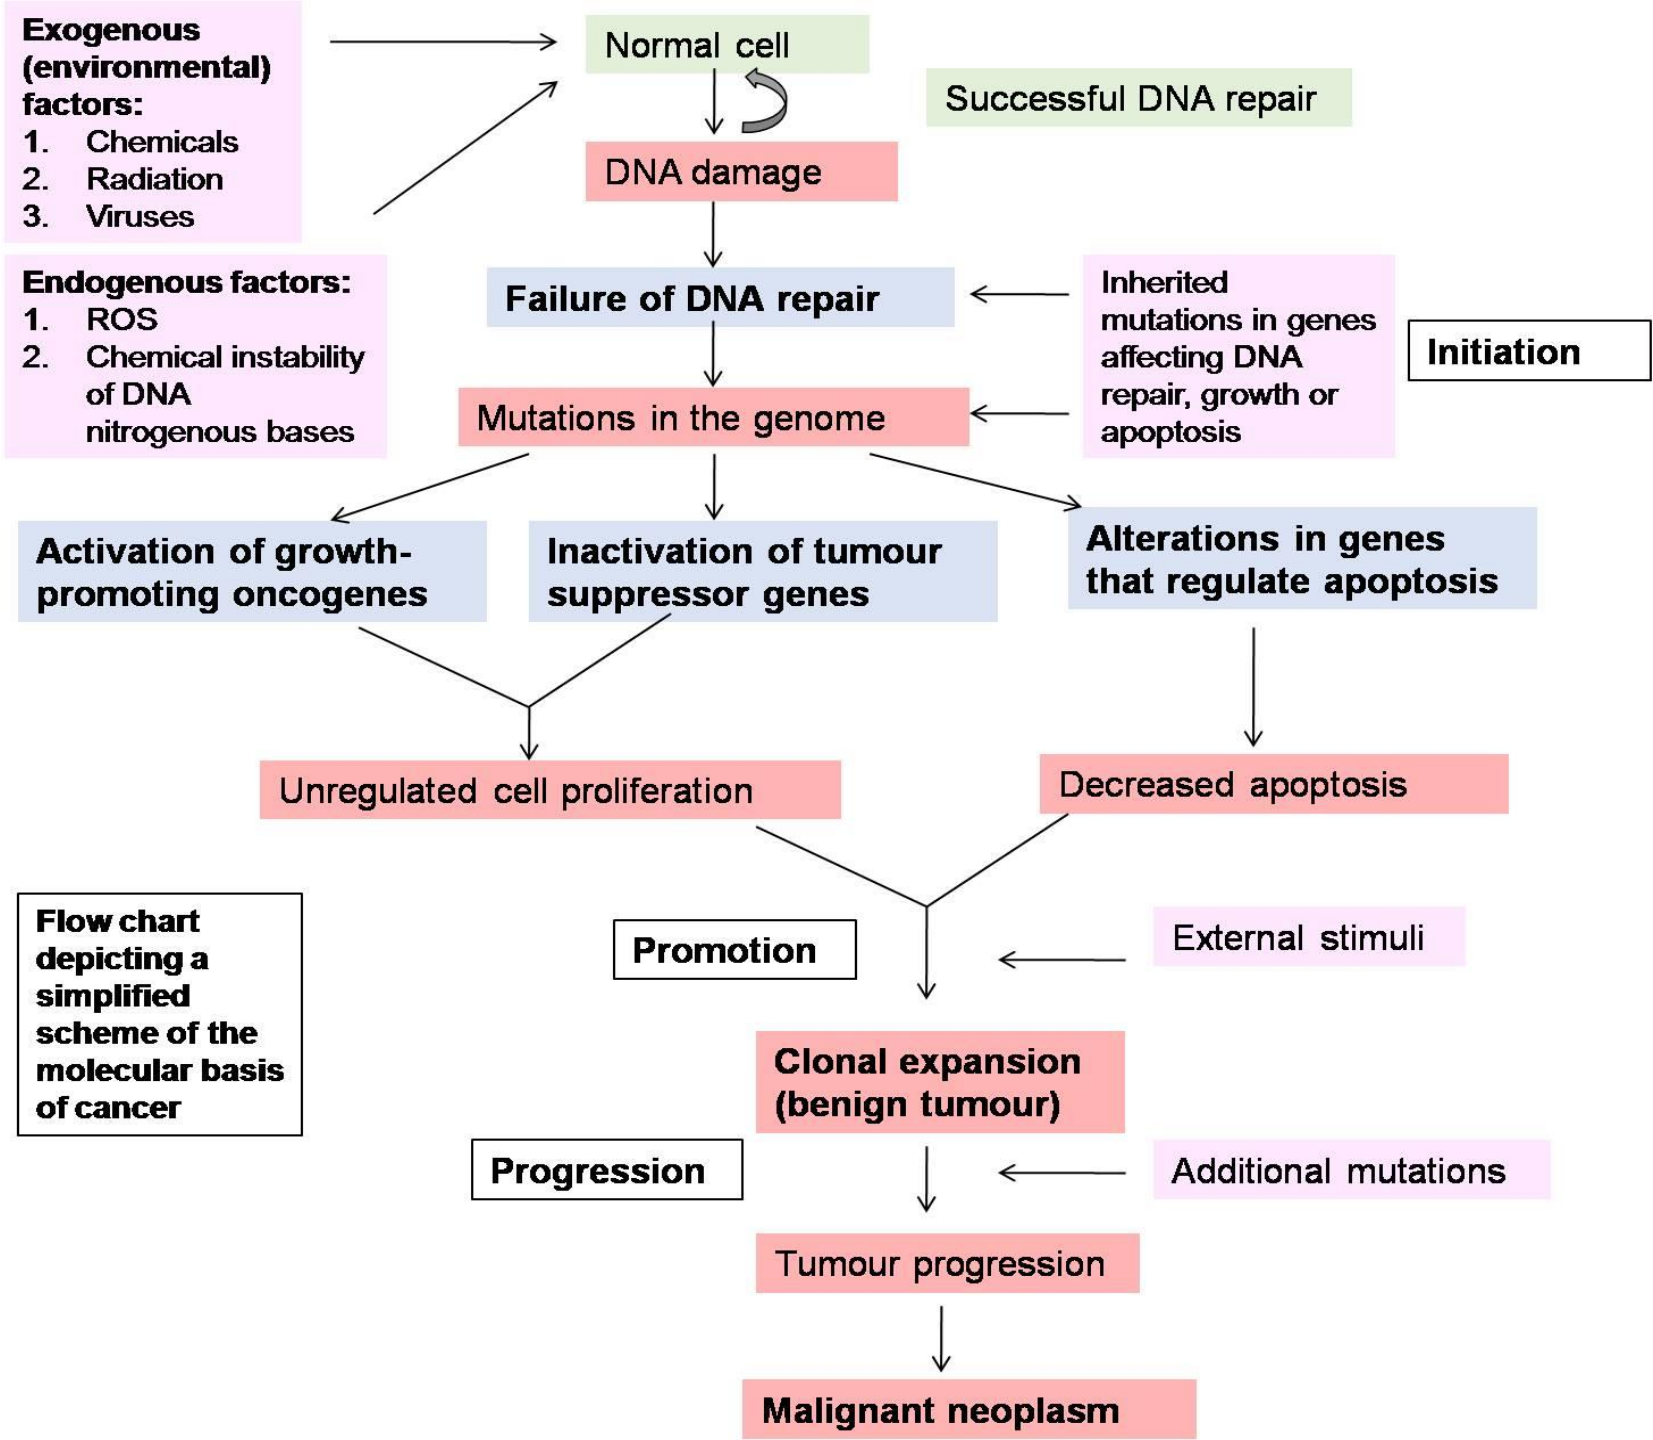 Exogenous
(environmental)
factors:
1. Chemicals
2. Radiation
3. Viruses
Normal cell
Successful DNA repair
DNA damage
Endogenous factors:
1. ROS
2. Chemical instability
of DNA
nitrogenous bases
Failure of DNA repair
Inherited
mutations in genes
affecting DNA
repair, growth or
apoptosis
Initiation
Mutations in the genome
Activation of growth-
promoting oncogenes
Inactivation of tumour
suppressor genes
Alterations in genes
that regulate apoptosis
Unregulated cell proliferation
Decreased apoptosis
Flow chart
depicting a
simplified
scheme of the
molecular basis
of cancer
Promotion
External stimuli
Clonal expansion
(benign tumour)
Progression
Additional mutations
Tumour progression
Malignant neoplasm